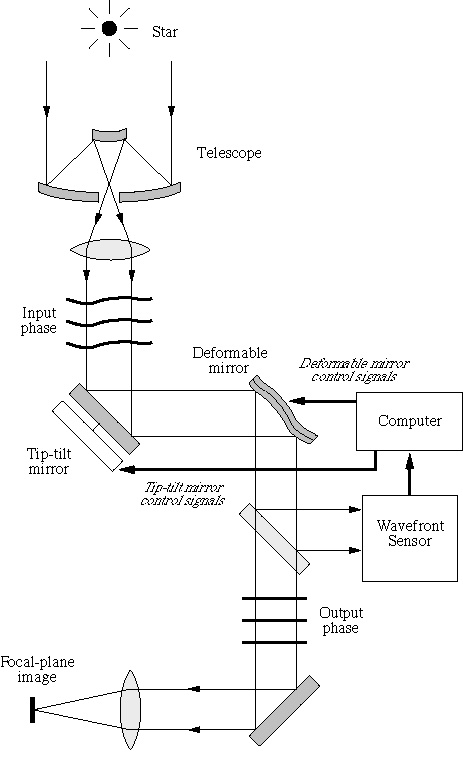 Star
Telescope
Input
phase
Deformable
mirror
Deformable mirror
control signals
Computer
Tip-tilt
mirror
Tip-tilt mirror
control signals
Wavefront
Sensor
Output
phase
Focal-plane
image